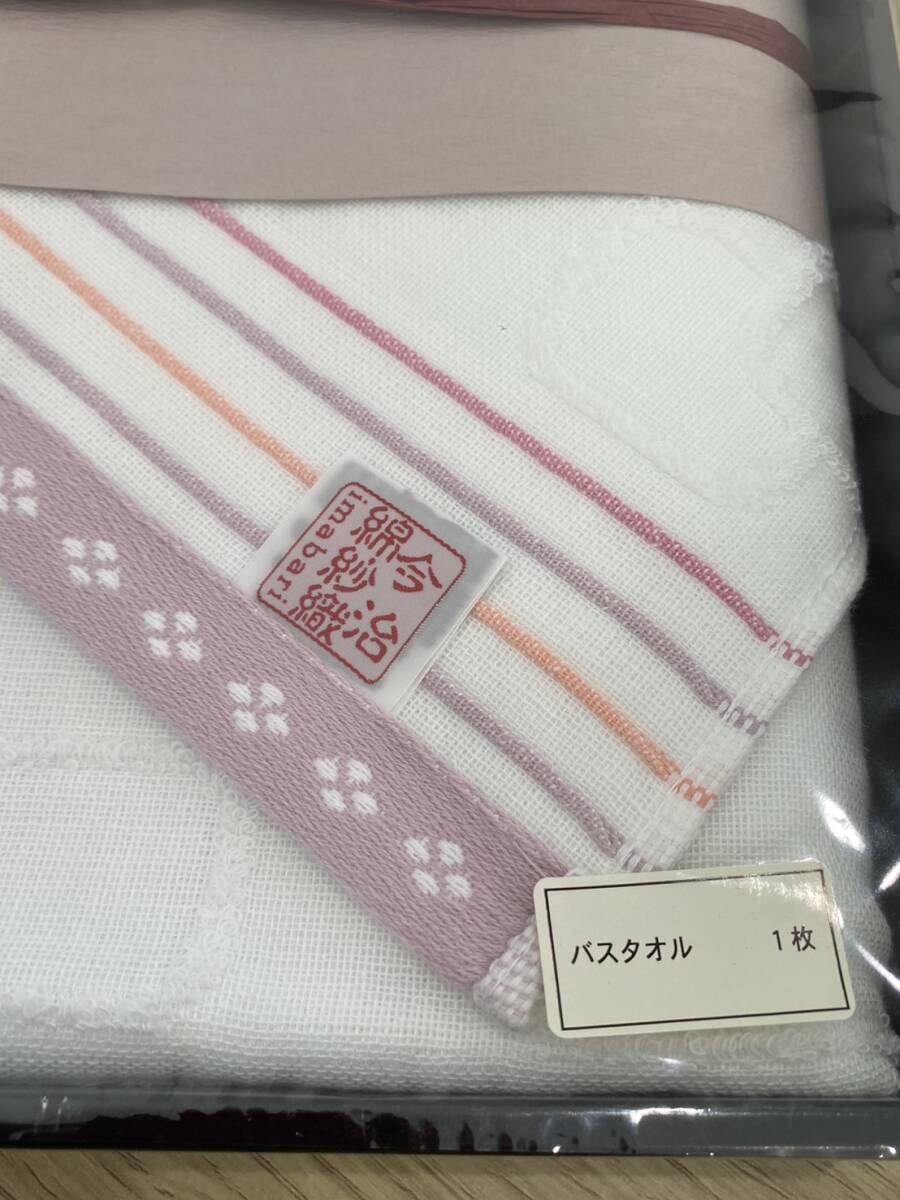 今治
綿紗織
imabari
バスタオル 1枚